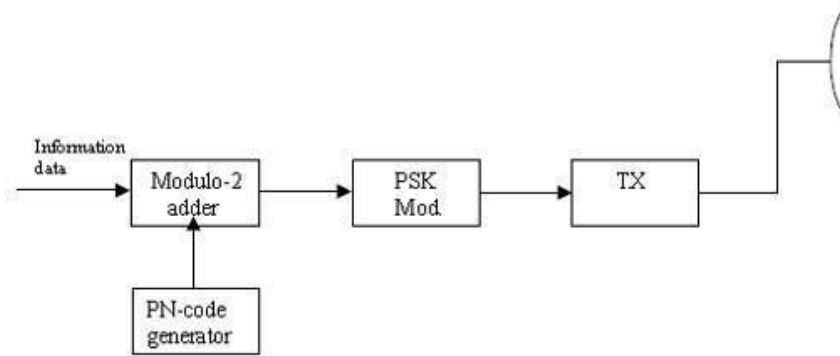 Information
data
Modulo-2
adder
PSK
Mod.
TX
PN-code
generator